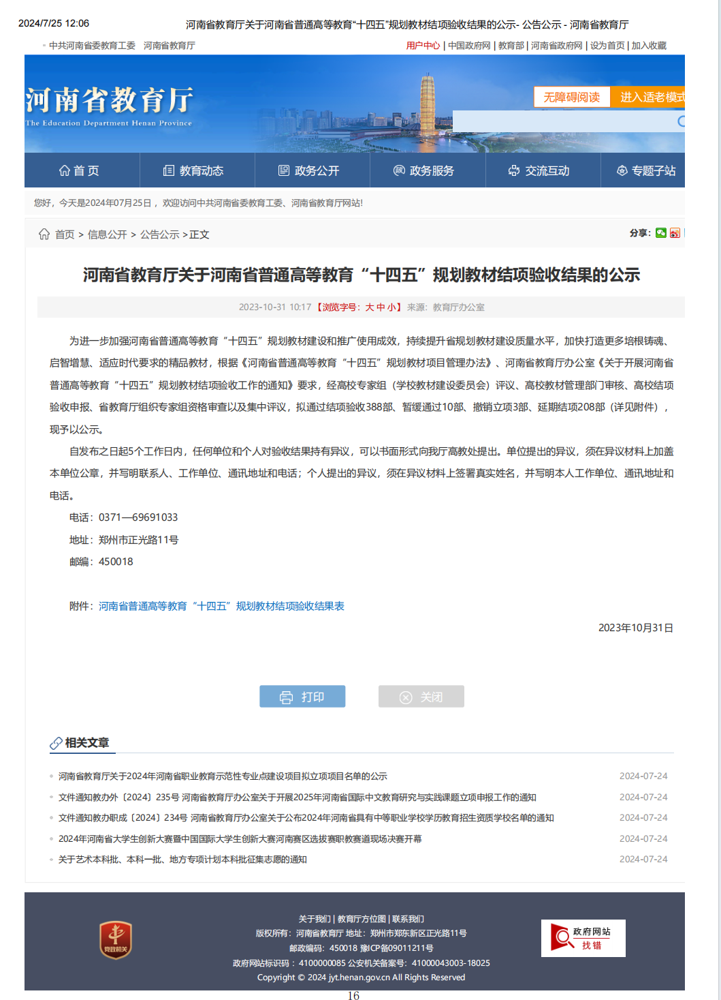 2024/7/25 12:06 河南省教育厅关于河南省普通高等教育“十四五”规划教材结项验收结果的公示- 公告公示 - 河南省教育厅
中共河南省委教育工委 河南省教育厅 用户中心 | 中国政府网 | 教育部 | 河南省政府网 | 设为首页 | 加入收藏
河南省教育厅
The Education Department Henan Province
无障碍阅读 进入适老模式
首 页 教育动态 政务公开 政务服务 交流互动 专题子站
您好，今天是2024年07月25日 ，欢迎访问中共河南省委教育工委、河南省教育厅网站!
首页 > 信息公开 > 公告公示 >正文 分享：
河南省教育厅关于河南省普通高等教育“十四五”规划教材结项验收结果的公示
2023-10-31 10:17 【浏览字号：大 中 小】 来源：教育厅办公室
为进一步加强河南省普通高等教育“十四五”规划教材建设和推广使用成效，持续提升省规划教材建设质量水平，加快打造更多培根铸魂、
启智增慧、适应时代要求的精品教材，根据《河南省普通高等教育“十四五”规划教材项目管理办法》、河南省教育厅办公室《关于开展河南省
普通高等教育“十四五”规划教材结项验收工作的通知》要求，经高校专家组（学校教材建设委员会）评议、高校教材管理部门审核、高校结项
验收申报、省教育厅组织专家组资格审查以及集中评议，拟通过结项验收388部、暂缓通过10部、撤销立项3部、延期结项208部（详见附件），
现予以公示。
自发布之日起5个工作日内，任何单位和个人对验收结果持有异议，可以书面形式向我厅高教处提出。单位提出的异议，须在异议材料上加盖
本单位公章，并写明联系人、工作单位、通讯地址和电话；个人提出的异议，须在异议材料上签署真实姓名，并写明本人工作单位、通讯地址和
电话。
电话：0371—69691033
地址：郑州市正光路11号
邮编：450018
附件：河南省普通高等教育“十四五”规划教材结项验收结果表
2023年10月31日
打印 关闭
相关文章
河南省教育厅关于2024年河南省职业教育示范性专业点建设项目拟立项项目名单的公示 2024-07-24
文件通知教办外〔2024〕235号 河南省教育厅办公室关于开展2025年河南省国际中文教育研究与实践课题立项申报工作的通知 2024-07-24
文件通知教办职成〔2024〕234号 河南省教育厅办公室关于公布2024年河南省具有中等职业学校学历教育招生资质学校名单的通知 2024-07-24
2024年河南省大学生创新大赛暨中国国际大学生创新大赛河南赛区选拔赛职教赛道现场决赛开幕 2024-07-24
关于艺术本科批、本科一批、地方专项计划本科批征集志愿的通知 2024-07-24
关于我们 | 教育厅方位图 | 联系我们
版权所有：河南省教育厅 地址：郑州市郑东新区正光路11号
邮政编码：450018 豫ICP备09011211号
政府网站标识码：4100000085 公安机关备案号：41000043003-18025
Copyright © 2024 jyt.henan.gov.cn All Rights Reserved
党政机关
政府网站
找错
16